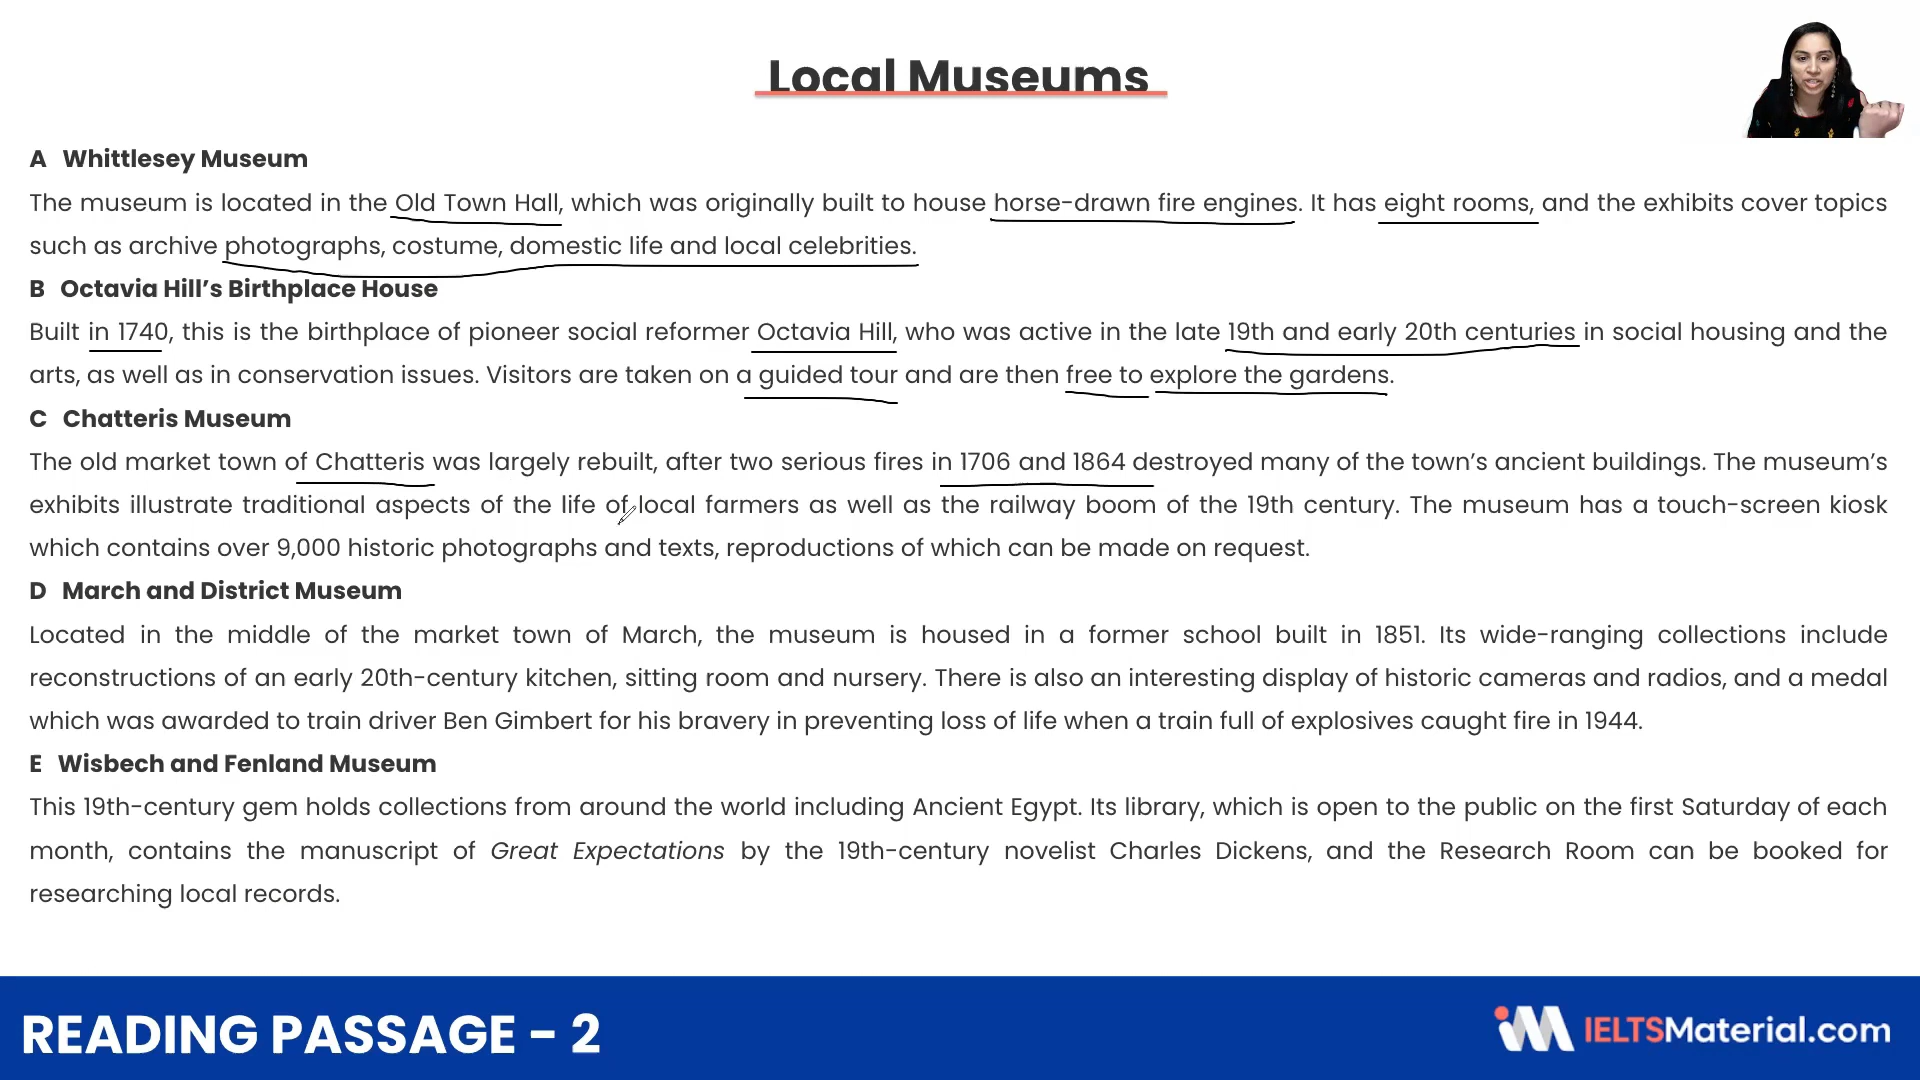 Local Museums
A Whittlesey Museum
The museum is located in the Old Town Hall, which was originally built to house horse-drawn fire engines. It has eight rooms, and the exhibits cover topics
such as archive photographs, costume, domestic life and local celebrities.
B Octavia Hill's Birthplace House
Built in 1740, this is the birthplace of pioneer social reformer Octavia Hill, who was active in the late 19th and early 20th centuries in social housing and the
arts, as well as in conservation issues. Visitors are taken on a guided tour and are then free to explore the gardens.
C Chatteris Museum
The old market town of Chatteris was largely rebuilt, after two serious fires in 1706 and 1864 destroyed many of the town's ancient buildings. The museum's
exhibits illustrate traditional aspects of the life of local farmers as well as the railway boom of the 19th century. The museum has a touch-screen kiosk
which contains over 9,000 historic photographs and texts, reproductions of which can be made on request.
D March and District Museum
Located in the middle of the market town of March, the museum is housed in a former school built in 1851. Its wide-ranging collections include
reconstructions of an early 20th-century kitchen, sitting room and nursery. There is also an interesting display of historic cameras and radios, and a medal
which was awarded to train driver Ben Gimbert for his bravery in preventing loss of life when a train full of explosives caught fire in 1944.
E Wisbech and Fenland Museum
This 19th-century gem holds collections from around the world including Ancient Egypt. Its library, which is open to the public on the first Saturday of each
month, contains the manuscript of Great Expectations by the 19th-century novelist Charles Dickens, and the Research Room can be booked for
researching local records.
READING PASSAGE - 2
iM IELTSMaterial.com